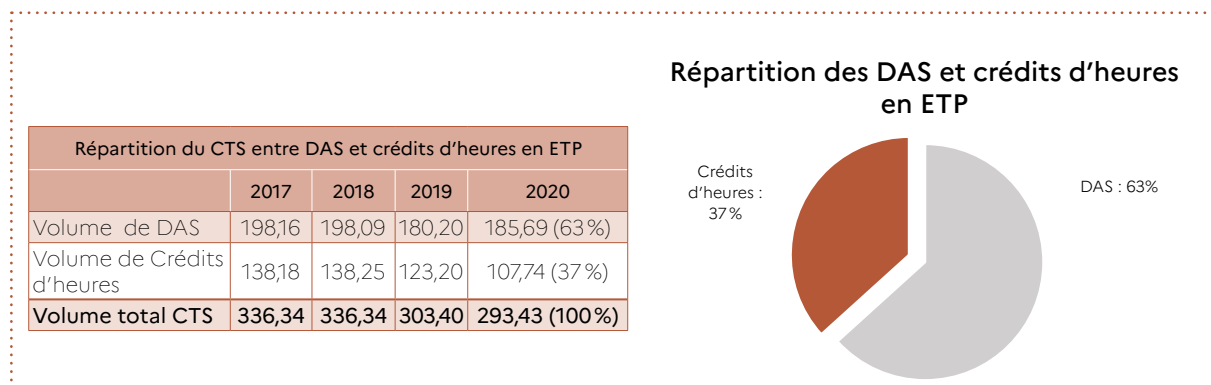 Répartition du CTS entre DAS et crédits d'heures en ETP
2017 2018 2019 2020
Volume de DAS 198,16 198,09 180,20 185,69 (63 %)
Volume de Crédits
d'heures 138,18 138,25 123,20 107,74 (37 %)
Volume total CTS 336,34 336,34 303,40 293,43 (100 %)
Répartition des DAS et crédits d'heures
en ETP
Crédits
d'heures :
37 %
DAS : 63%